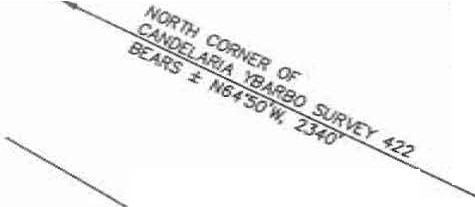 NORTH CORNER OF
CANDELARIA YBARBO SURVEY 422
BEARS ± N64°50'W, 2340'